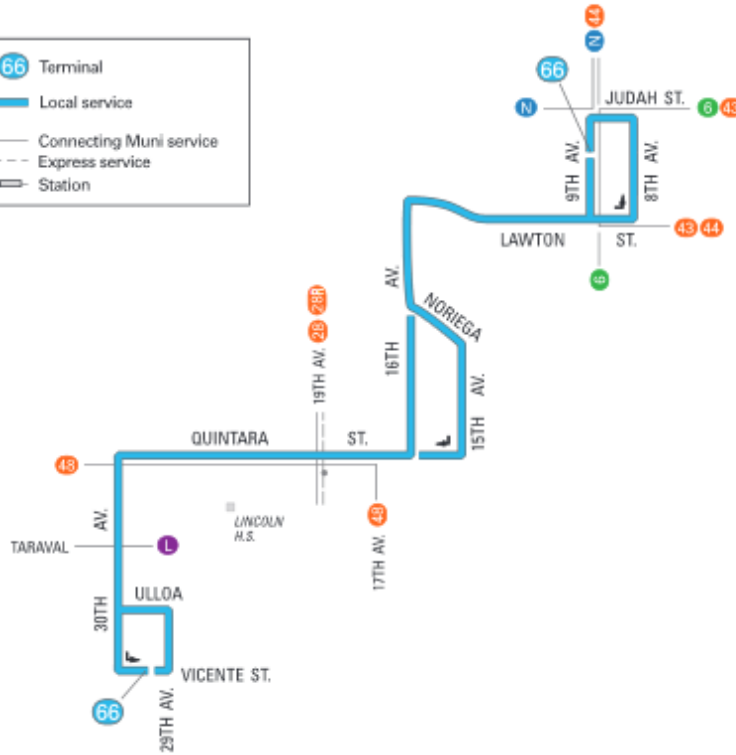 66 Terminal
Local service
Connecting Muni service
Express service
Station
44
N
66
N
JUDAH ST.
6 43
9TH AV.
8TH AV.
LAWTON ST.
43 44
6
16TH AV.
NORIEGA
15TH AV.
19TH AV. 28 28R
QUINTARA ST.
48
LINCOLN
H.S.
48
17TH AV.
TARAVAL
L
30TH AV.
ULLOA
VICENTE ST.
66
29TH AV.